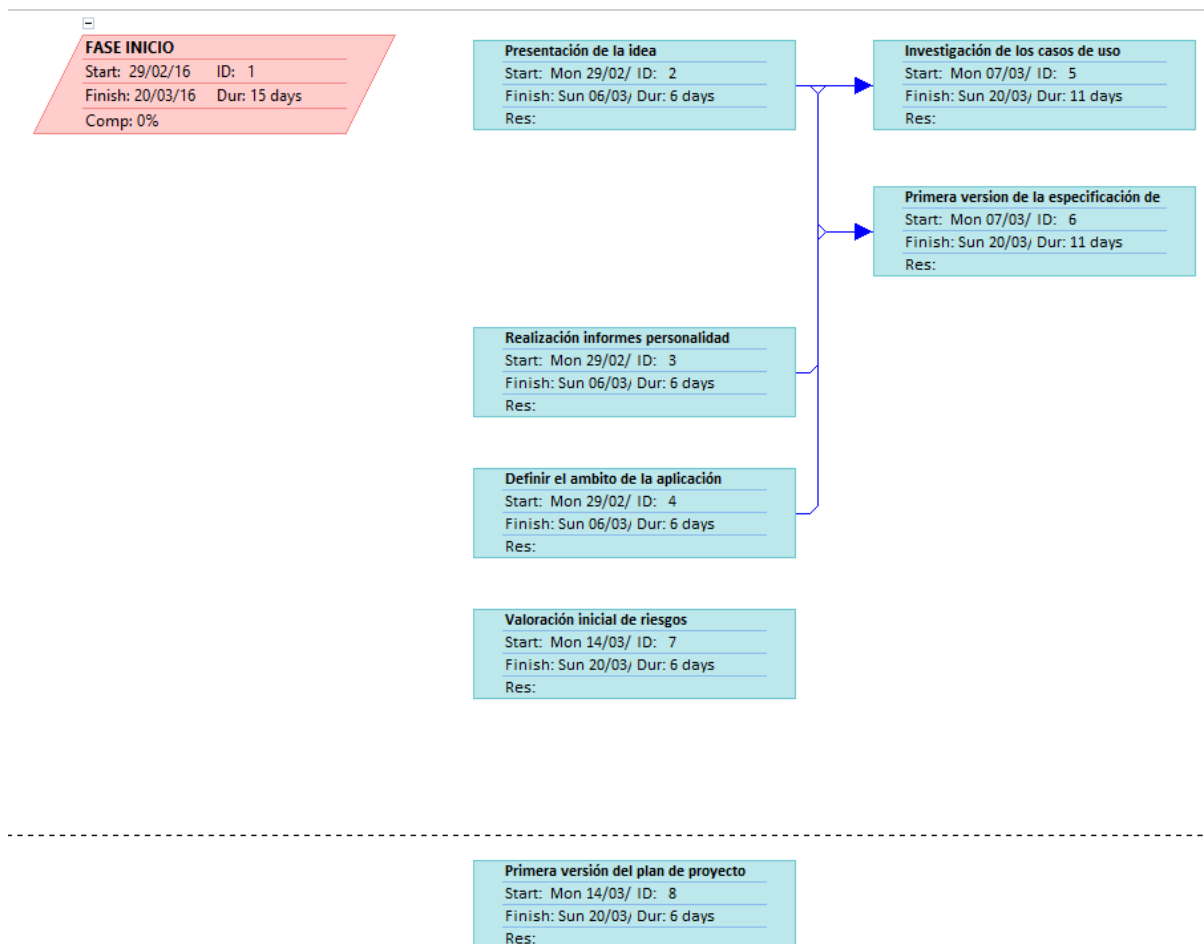 FASE INICIO
Start: 29/02/16 ID: 1
Finish: 20/03/16 Dur: 15 days
Comp: 0%
Presentación de la idea
Start: Mon 29/02/ ID: 2
Finish: Sun 06/03/ Dur: 6 days
Res:
Investigación de los casos de uso
Start: Mon 07/03/ ID: 5
Finish: Sun 20/03/ Dur: 11 days
Res:
Primera version de la especificación de
Start: Mon 07/03/ ID: 6
Finish: Sun 20/03/ Dur: 11 days
Res:
Realización informes personalidad
Start: Mon 29/02/ ID: 3
Finish: Sun 06/03/ Dur: 6 days
Res:
Definir el ambito de la aplicación
Start: Mon 29/02/ ID: 4
Finish: Sun 06/03/ Dur: 6 days
Res:
Valoración inicial de riesgos
Start: Mon 14/03/ ID: 7
Finish: Sun 20/03/ Dur: 6 days
Res:
Primera versión del plan de proyecto
Start: Mon 14/03/ ID: 8
Finish: Sun 20/03/ Dur: 6 days
Res: